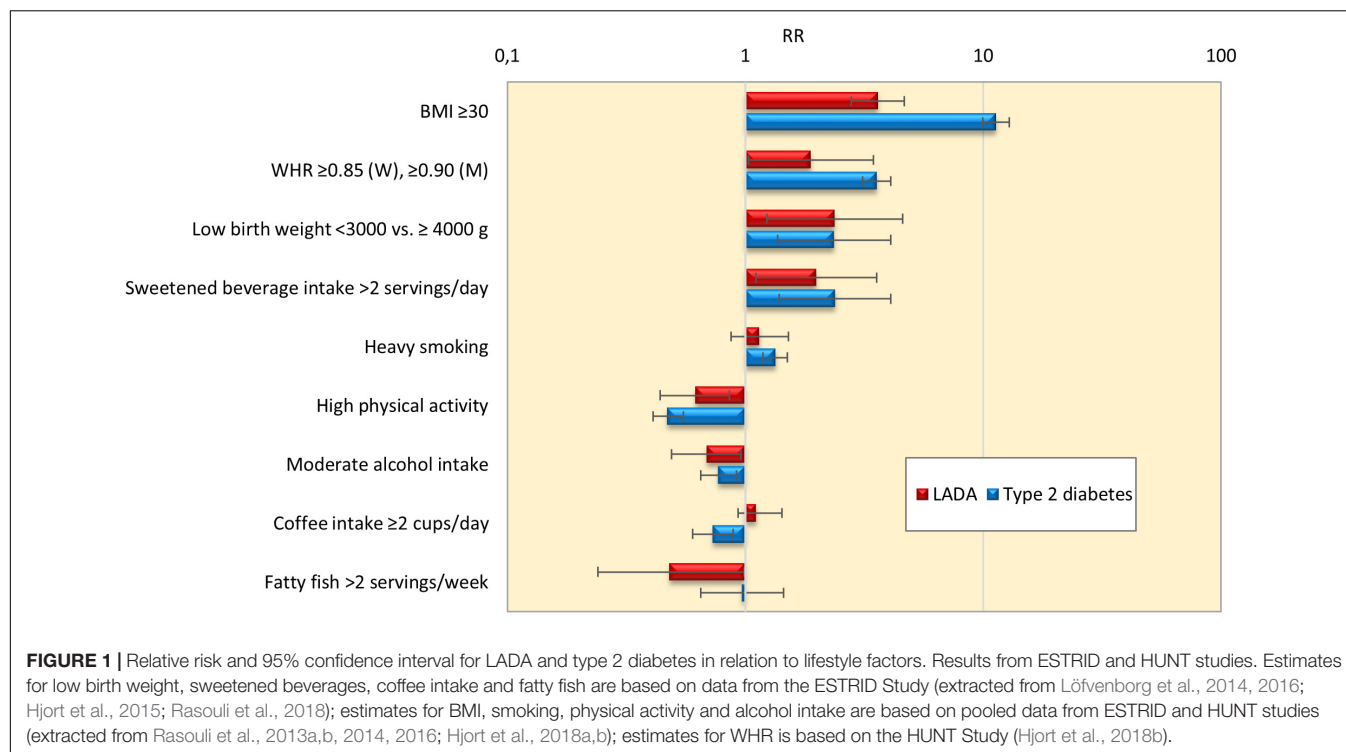 RR
0,1 1 10 100
BMI ≥30
WHR ≥0.85 (W), ≥0.90 (M)
Low birth weight <3000 vs. ≥ 4000 g
Sweetened beverage intake >2 servings/day
Heavy smoking
High physical activity
Moderate alcohol intake
Coffee intake ≥2 cups/day
Fatty fish >2 servings/week
LADA Type 2 diabetes
FIGURE 1 | Relative risk and 95% confidence interval for LADA and type 2 diabetes in relation to lifestyle factors. Results from ESTRID and HUNT studies. Estimates
for low birth weight, sweetened beverages, coffee intake and fatty fish are based on data from the ESTRID Study (extracted from Löfvenborg et al., 2014, 2016;
Hjort et al., 2015; Rasouli et al., 2018); estimates for BMI, smoking, physical activity and alcohol intake are based on pooled data from ESTRID and HUNT studies
(extracted from Rasouli et al., 2013a,b, 2014, 2016; Hjort et al., 2018a,b); estimates for WHR is based on the HUNT Study (Hjort et al., 2018b).